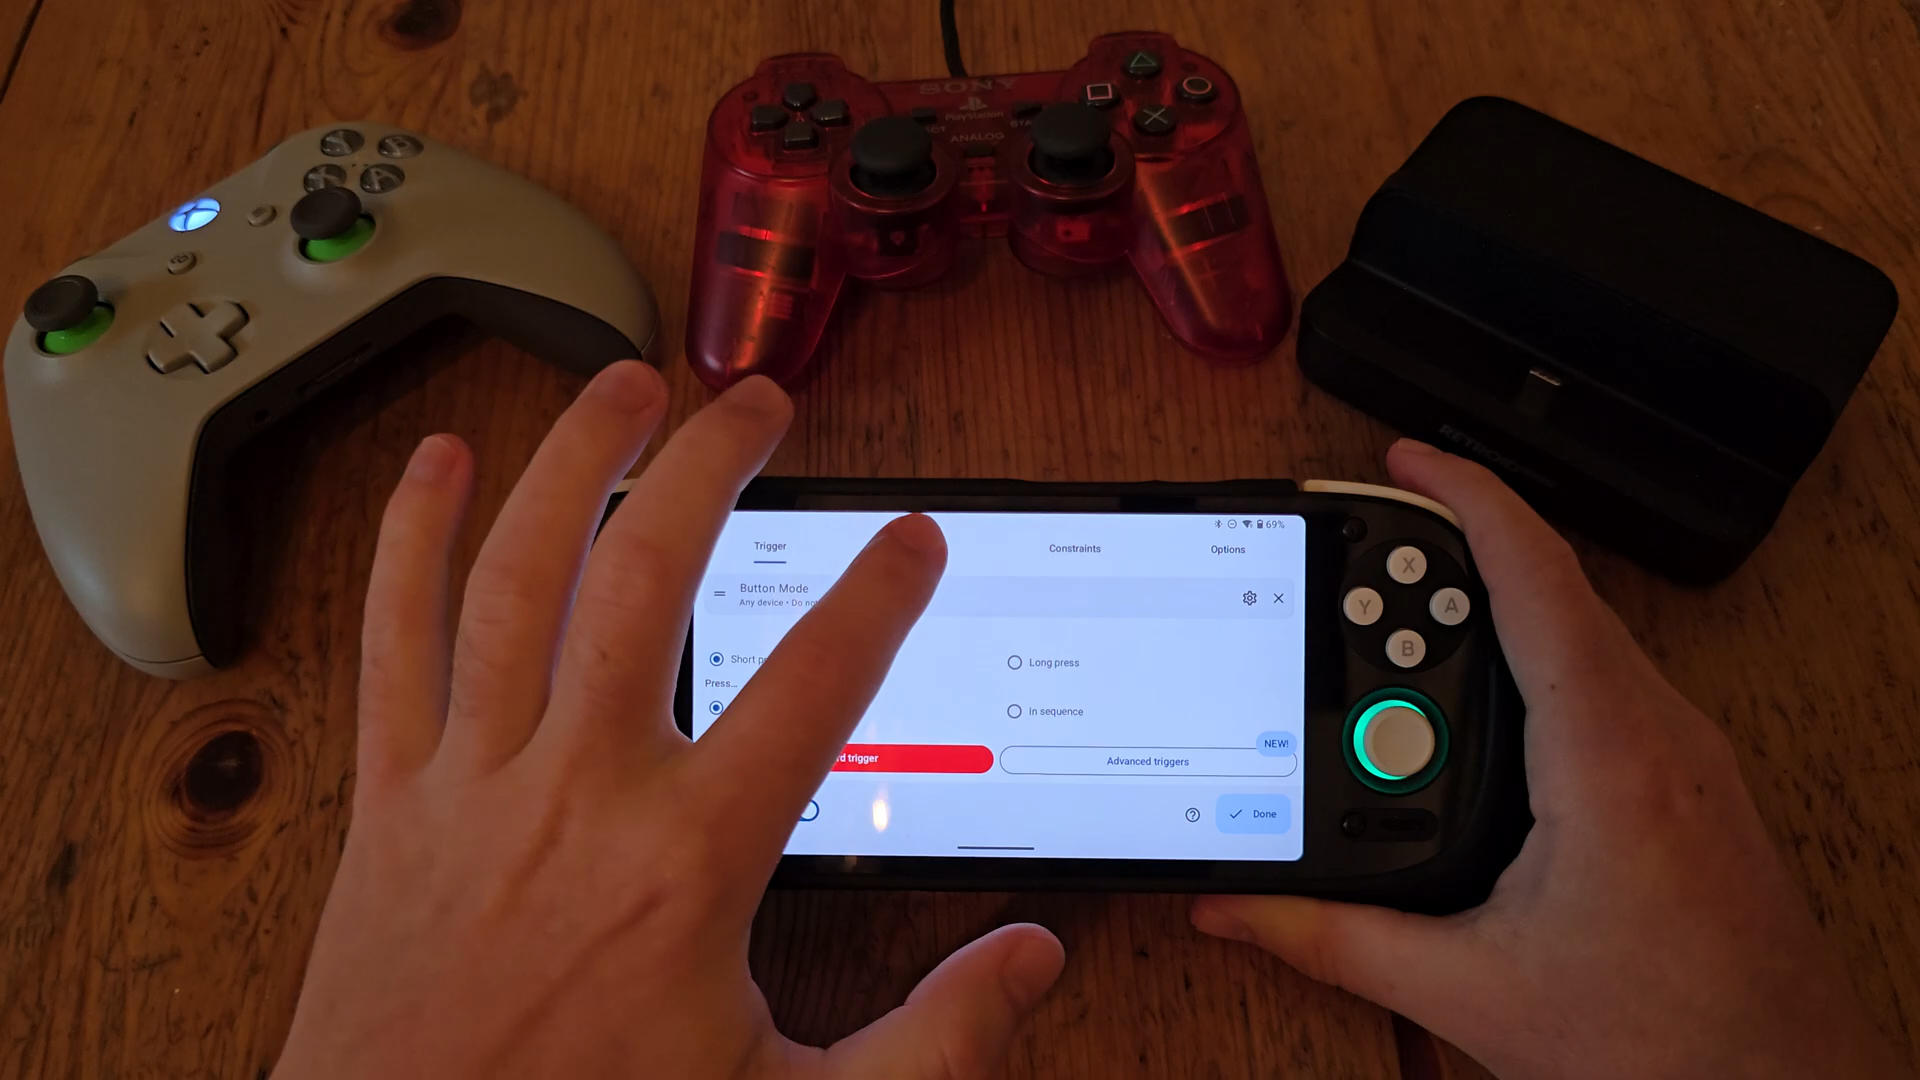 SONY
PlayStation
ANALOG
Y
X
A
RETROID
69%
Trigger
Constraints
Options
Button Mode
Any device • Do
Short
Long press
Press...
In sequence
NEW!
trigger
Advanced triggers
Done
X
Y
A
B